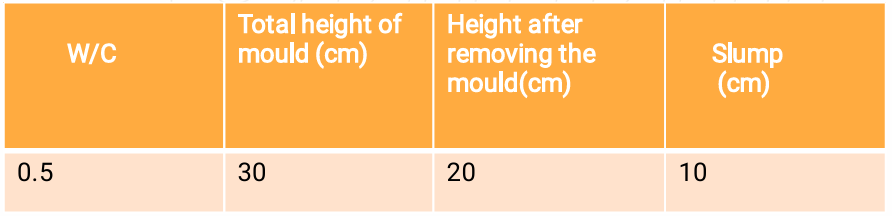 W/C
Total height of
mould (cm)
Height after
removing the
mould(cm)
Slump
(cm)
0.5
30
20
10